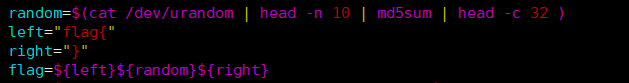 random=$(cat /dev/urandom | head -n 10 | md5sum | head -c 32 )
left="flag{"
right="}"
flag=${left}${random}${right}